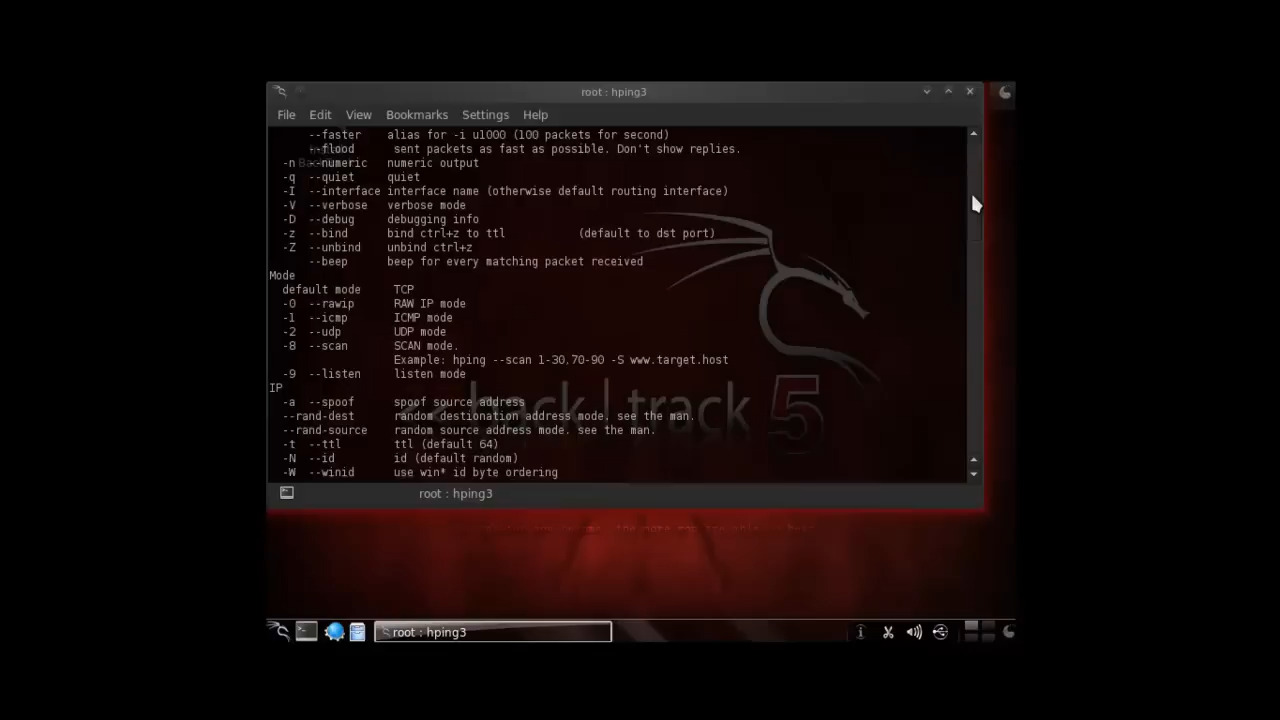 root : hping3
File Edit View Bookmarks Settings Help
--faster alias for -i u1000 (100 packets for second)
--flood sent packets as fast as possible. Don't show replies.
-n --numeric numeric output
-q --quiet quiet
-I --interface interface name (otherwise default routing interface)
-V --verbose verbose mode
-D --debug debugging info
-z --bind bind ctrl+z to ttl (default to dst port)
-Z --unbind unbind ctrl+z
--beep beep for every matching packet received
Mode
default mode TCP
-0 --rawip RAW IP mode
-1 --icmp ICMP mode
-2 --udp UDP mode
-8 --scan SCAN mode.
Example: hping --scan 1-30,70-90 -S www.target.host
-9 --listen listen mode
IP
-a --spoof spoof source address
--rand-dest random destionation address mode. see the man.
--rand-source random source address mode. see the man.
-t --ttl ttl (default 64)
-N --id id (default random)
-W --winid use win* id byte ordering
<< back | track 5
root : hping3
root : hping3